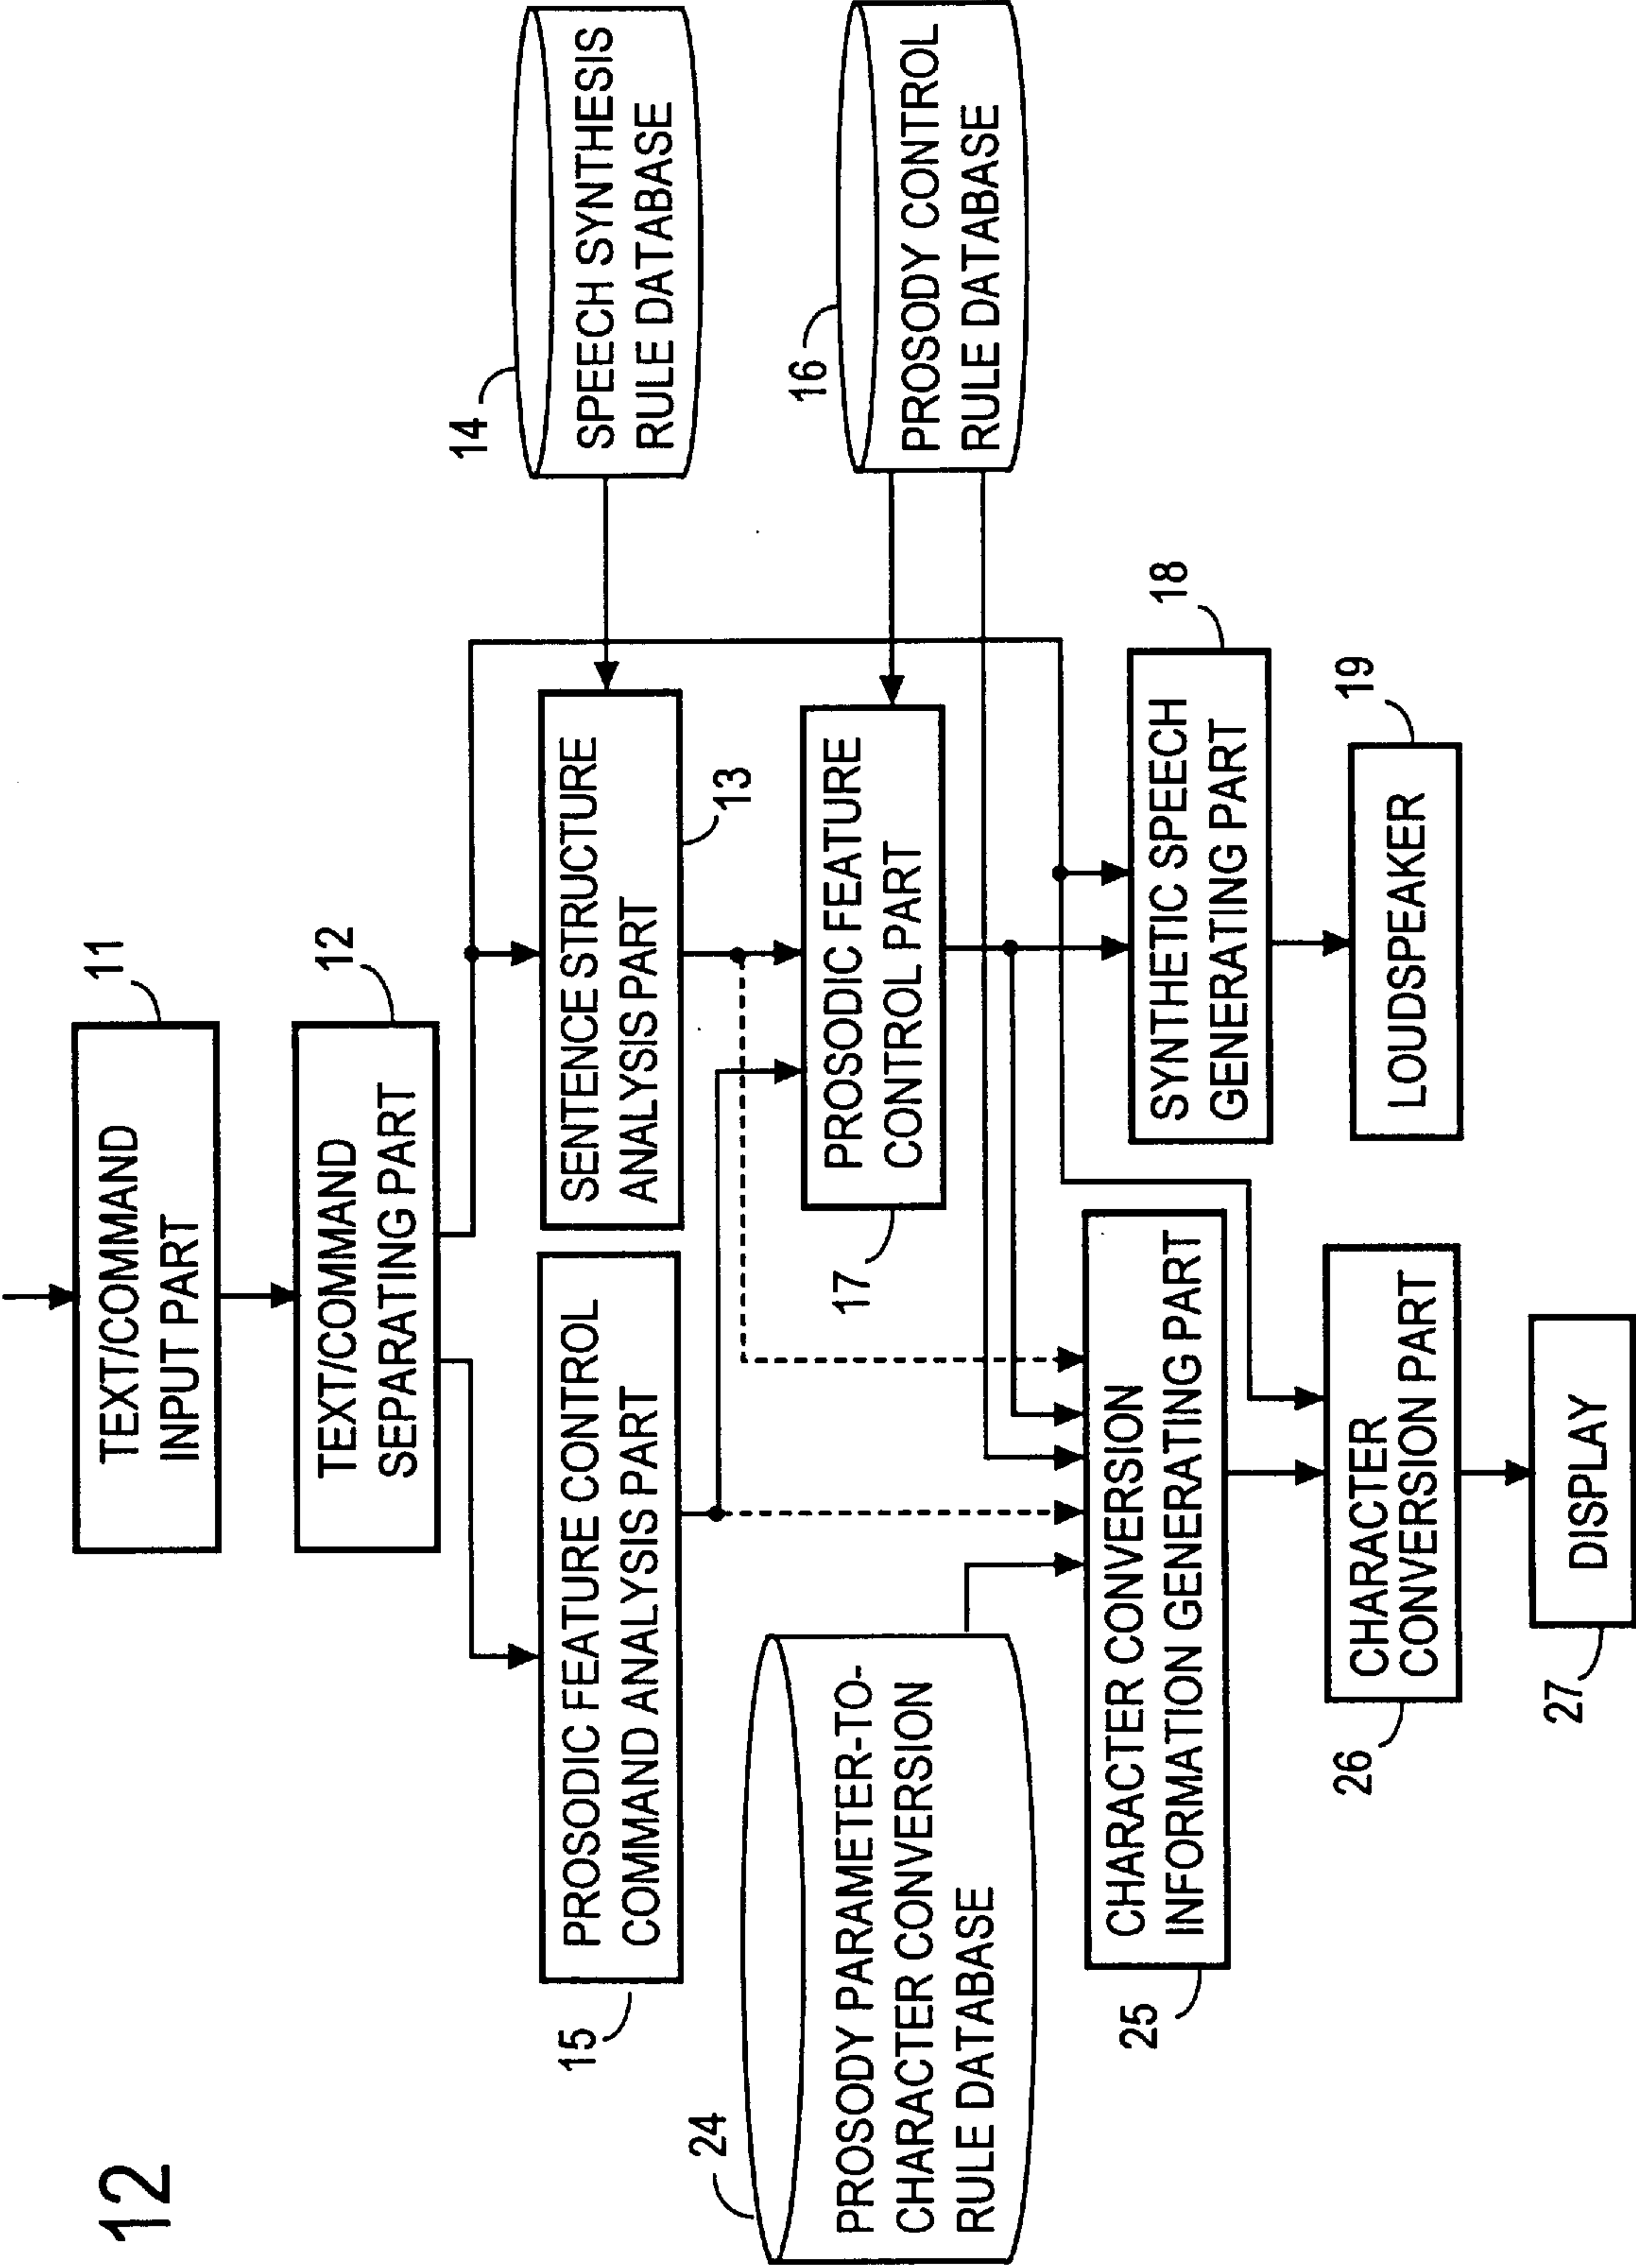 12
TEXT/COMMAND
INPUT PART
11
TEXT/COMMAND
SEPARATING PART
12
14
SPEECH SYNTHESIS
RULE DATABASE
PROSODIC FEATURE CONTROL
COMMAND ANALYSIS PART
15
SENTENCE STRUCTURE
ANALYSIS PART
13
16
PROSODY CONTROL
RULE DATABASE
24
PROSODY PARAMETER-TO-
CHARACTER CONVERSION
RULE DATABASE
PROSODIC FEATURE
CONTROL PART
17
CHARACTER CONVERSION
INFORMATION GENERATING PART
25
SYNTHETIC SPEECH
GENERATING PART
18
CHARACTER
CONVERSION PART
26
LOUDSPEAKER
19
DISPLAY
27